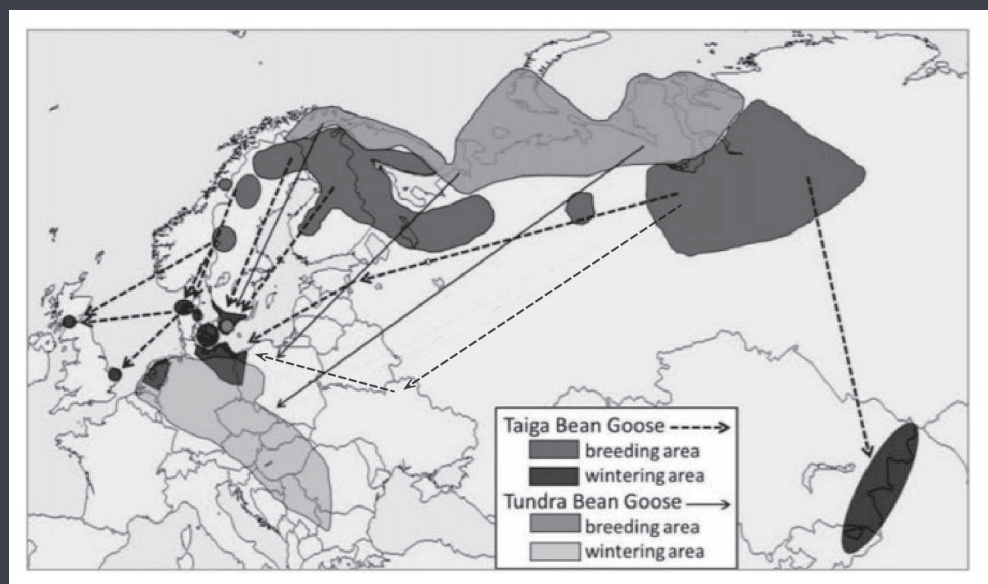 Taiga Bean Goose
breeding area
wintering area
Tundra Bean Goose
breeding area
wintering area